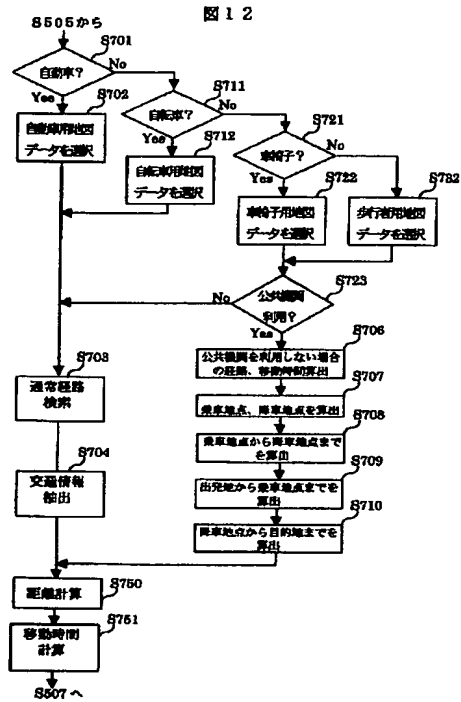 図12
S505から
S701
自動車?
No
Yes
S702
自動車用地図
データを選択
S711
自転車?
No
Yes
S712
自転車用地図
データを選択
S721
車椅子?
No
Yes
S722
車椅子用地図
データを選択
S732
歩行者用地図
データを選択
S723
公共機関
利用?
No
Yes
S706
公共機関を利用しない場合
の経路、移動時間算出
S707
乗車地点、降車地点を算出
S708
乗車地点から降車地点まで
を算出
S709
出発地から乗車地点までを
算出
S710
降車地点から目的地までを
算出
S703
通常経路
検索
S704
交通情報
抽出
S750
距離計算
S751
移動時間
計算
S507へ